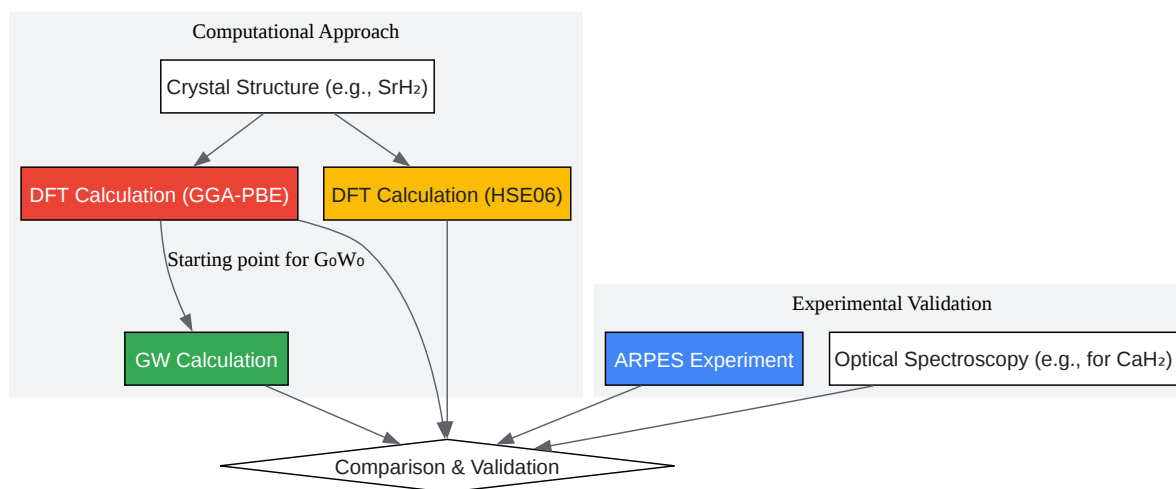 Computational Approach
Crystal Structure (e.g., SrH₂)
DFT Calculation (GGA-PBE)
DFT Calculation (HSE06)
Starting point for G₀W₀
Experimental Validation
GW Calculation
ARPES Experiment
Optical Spectroscopy (e.g., for CaH₂)
Comparison & Validation